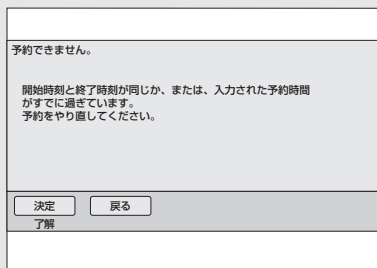 予約できません。
開始時刻と終了時刻が同じか、または、入力された予約時間
がすでに過ぎています。
予約をやり直してください。
決定 戻る
了解